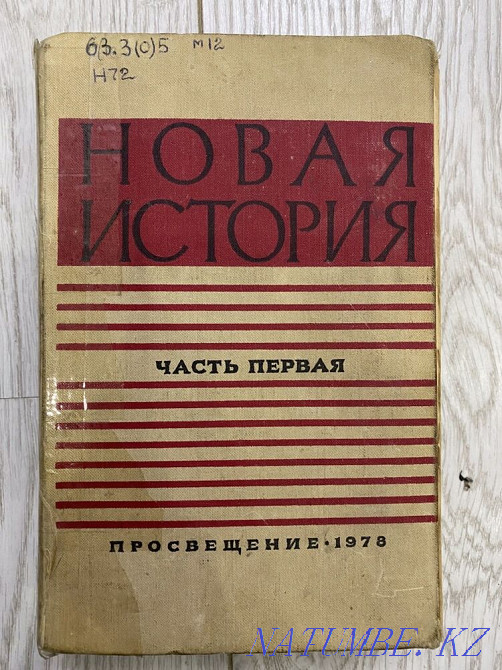 63.3(0)5 М12
Н72
НОВАЯ
ИСТОРИЯ
ЧАСТЬ ПЕРВАЯ
ПРОСВЕЩЕНИЕ·1978
NATUMBE.KZ